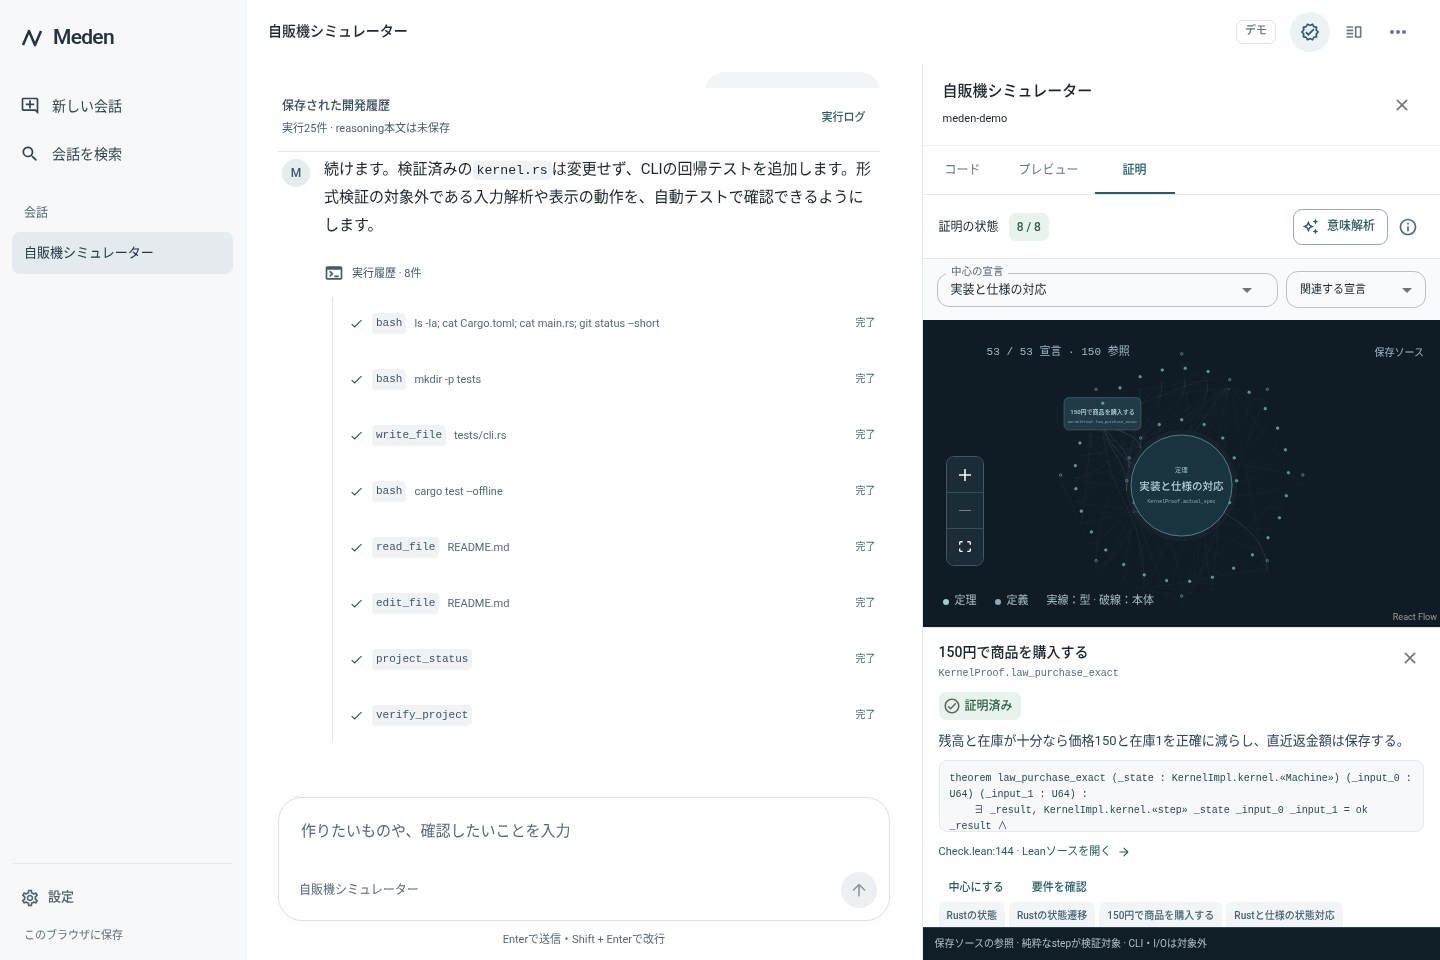 Meden
新しい会話
会話を検索
会話
自販機シミュレーター
設定
このブラウザに保存
自販機シミュレーター
デモ
保存された開発履歴
実行25件 · reasoning本文は未保存
実行ログ
M
続けます。検証済みの kernel.rs は変更せず、CLIの回帰テストを追加します。形
式検証の対象外である入力解析や表示の動作を、自動テストで確認できるように
します。
実行履歴 · 8件
bash ls -la; cat Cargo.toml; cat main.rs; git status --short 完了
bash mkdir -p tests 完了
write_file tests/cli.rs 完了
bash cargo test --offline 完了
read_file README.md 完了
edit_file README.md 完了
project_status 完了
verify_project 完了
作りたいものや、確認したいことを入力
自販機シミュレーター
Enterで送信・Shift + Enterで改行
自販機シミュレーター
meden-demo
コード プレビュー 証明
証明の状態 8 / 8 意味解析
中心の宣言
実装と仕様の対応
関連する宣言
53 / 53 宣言 · 150 参照
保存ソース
150円で商品を購入する
KernelProof.law_purchase_exact
定理
実装と仕様の対応
KernelProof.actual_spec
定理 定義 実線：型 · 破線：本体
React Flow
150円で商品を購入する
KernelProof.law_purchase_exact
証明済み
残高と在庫が十分なら価格150と在庫1を正確に減らし、直近返金額は保存する。
theorem law_purchase_exact (_state : KernelImpl.kernel.«Machine») (_input_0 :
U64) (_input_1 : U64) :
∃ _result, KernelImpl.kernel.«step» _state _input_0 _input_1 = ok
_result ∧
Check.lean:144 · Leanソースを開く
中心にする 要件を確認
Rustの状態 Rustの状態遷移 150円で商品を購入する Rustと仕様の状態対応
保存ソースの参照 · 純粋なstepが検証対象 · CLI・I/Oは対象外